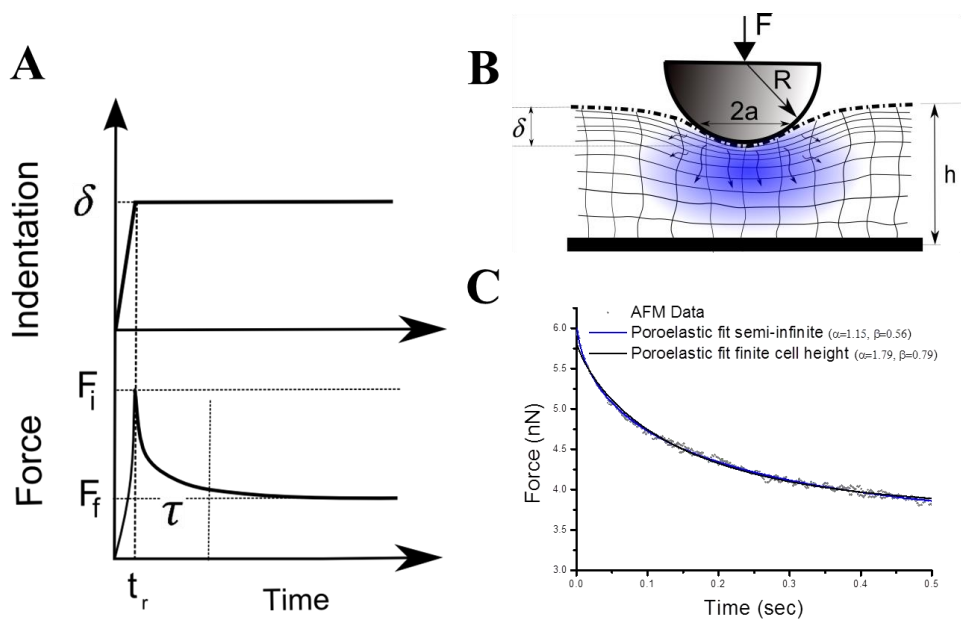 A
Indentation
δ
Force
F_i
F_f
τ
t_r
Time
B
F
R
2a
δ
h
C
AFM Data
Poroelastic fit semi-infinite (α=1.15, β=0.56)
Poroelastic fit finite cell height (α=1.79, β=0.79)
6.0
5.5
5.0
4.5
4.0
3.5
3.0
Force (nN)
0.0 0.1 0.2 0.3 0.4 0.5
Time (sec)